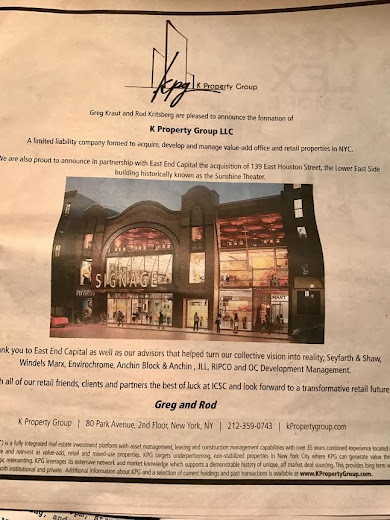 kpg K Property Group
Greg Kraut and Rod Kritsberg are pleased to announce the formation of
K Property Group LLC
A limited liability company formed to acquire, develop and manage value-add office and retail properties in NYC.
We are also proud to announce in partnership with East End Capital the acquisition of 139 East Houston Street, the Lower East Side
building historically known as the Sunshine Theater.
SIGNAGE
ank you to East End Capital as well as our advisors that helped turn our collective vision into reality; Seyfarth & Shaw,
Windels Marx, Envirochrome, Anchin Block & Anchin, JLL, RIPCO and OC Development Management.
h all of our retail friends, clients and partners the best of luck at ICSC and look forward to a transformative retail future
Greg and Rod
K Property Group | 80 Park Avenue, 2nd Floor, New York, NY | 212-359-0743 | kPropertygroup.com
) is a fully integrated real estate investment platform with asset management, leasing and construction management capabilities with over 35 years combined experience located
and reinvent in value-add, retail and mixed-use properties. KPG targets underperforming, non-stabilized properties in New York City where KPG can generate value
retenanting. KPG leverages its extensive network and market knowledge which supports a demonstrable history of unique, off market deal sourcing. This provides long term
both institutional and private. Additional information about KPG and a selection of current holdings and past transactions is available at www.KPropertyGroup.com.